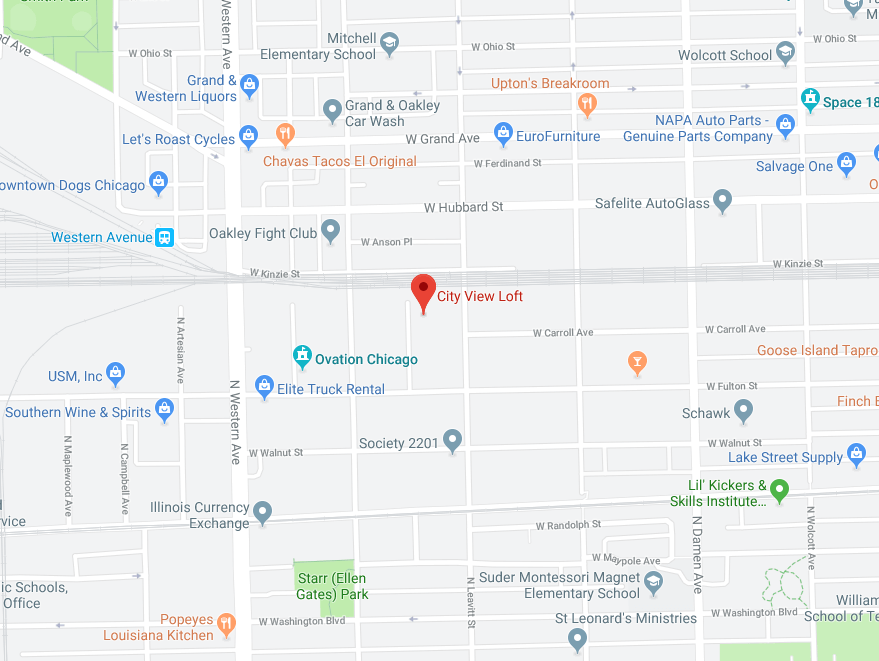 Smith Park
Mitchell
Elementary School
W Ohio St
W Ohio St
W Ohio St
Wolcott School
Western Ave
Grand &
Western Liquors
Upton's Breakroom
Grand & Oakley
Car Wash
Space 18
NAPA Auto Parts -
Genuine Parts Company
Let's Roast Cycles
W Grand Ave
EuroFurniture
Chavas Tacos El Original
W Ferdinand St
Salvage One
owntown Dogs Chicago
W Hubbard St
Safelite AutoGlass
Western Avenue
Oakley Fight Club
W Anson Pl
W Kinzie St
W Kinzie St
City View Loft
W Carroll Ave
W Carroll Ave
N Artesian Ave
Ovation Chicago
Goose Island Tapro
USM, Inc
Elite Truck Rental
W Fulton St
Finch B
Southern Wine & Spirits
Schawk
N Western Ave
Society 2201
W Walnut St
W Walnut St
Lake Street Supply
N Maplewood Ave
N Campbell Ave
Lil' Kickers &
Skills Institute...
Illinois Currency
Exchange
rvice
W Randolph St
N Damen Ave
N Wolcott Ave
W Maypole Ave
Starr (Ellen
Gates) Park
Suder Montessori Magnet
Elementary School
N Leavitt St
ic Schools,
Office
William
School of Te
Popeyes
Louisiana Kitchen
W Washington Blvd
St Leonard's Ministries
W Washington Blvd